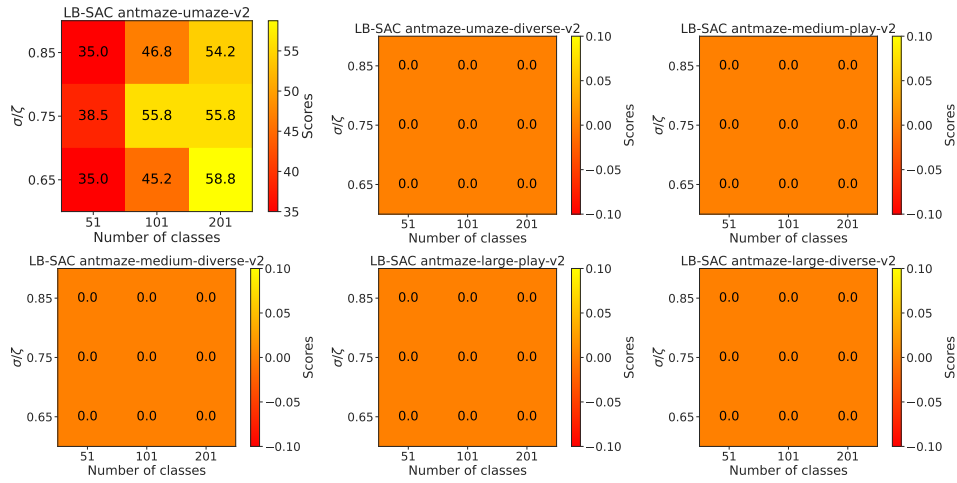 LB-SAC antmaze-umaze-v2
σ/ζ
0.85
0.75
0.65
35.0 46.8 54.2
38.5 55.8 55.8
35.0 45.2 58.8
51 101 201
Number of classes
55
50
45
40
35
Scores
LB-SAC antmaze-umaze-diverse-v2
0.85
0.75
0.65
0.0 0.0 0.0
0.0 0.0 0.0
0.0 0.0 0.0
51 101 201
Number of classes
σ/ζ
0.10
0.05
0.00
−0.05
−0.10
Scores
LB-SAC antmaze-medium-play-v2
σ/ζ
0.85
0.75
0.65
0.0 0.0 0.0
0.0 0.0 0.0
0.0 0.0 0.0
51 101 201
Number of classes
0.10
0.05
0.00
−0.05
−0.10
Scores
LB-SAC antmaze-medium-diverse-v2
σ/ζ
0.85
0.75
0.65
0.0 0.0 0.0
0.0 0.0 0.0
0.0 0.0 0.0
51 101 201
Number of classes
0.10
0.05
0.00
−0.05
−0.10
Scores
LB-SAC antmaze-large-play-v2
σ/ζ
0.85
0.75
0.65
0.0 0.0 0.0
0.0 0.0 0.0
0.0 0.0 0.0
51 101 201
Number of classes
0.10
0.05
0.00
−0.05
−0.10
Scores
LB-SAC antmaze-large-diverse-v2
σ/ζ
0.85
0.75
0.65
0.0 0.0 0.0
0.0 0.0 0.0
0.0 0.0 0.0
51 101 201
Number of classes
0.10
0.05
0.00
−0.05
−0.10
Scores